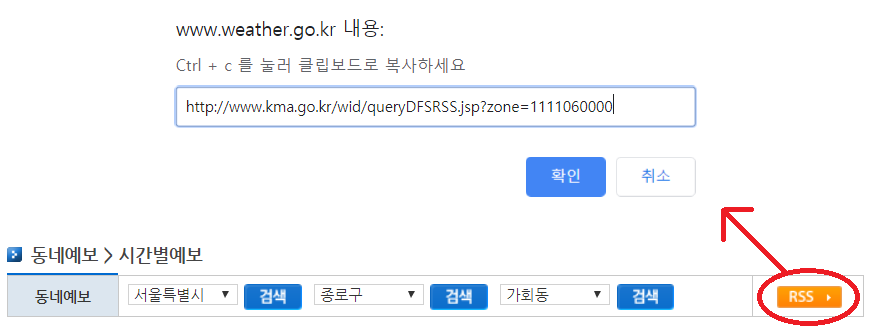 www.weather.go.kr 내용:
Ctrl + c 를 눌러 클립보드로 복사하세요
http://www.kma.go.kr/wid/queryDFSRSS.jsp?zone=1111060000
확인 취소
동네예보 > 시간별예보
동네예보 서울특별시 검색 종로구 검색 가회동 검색 RSS